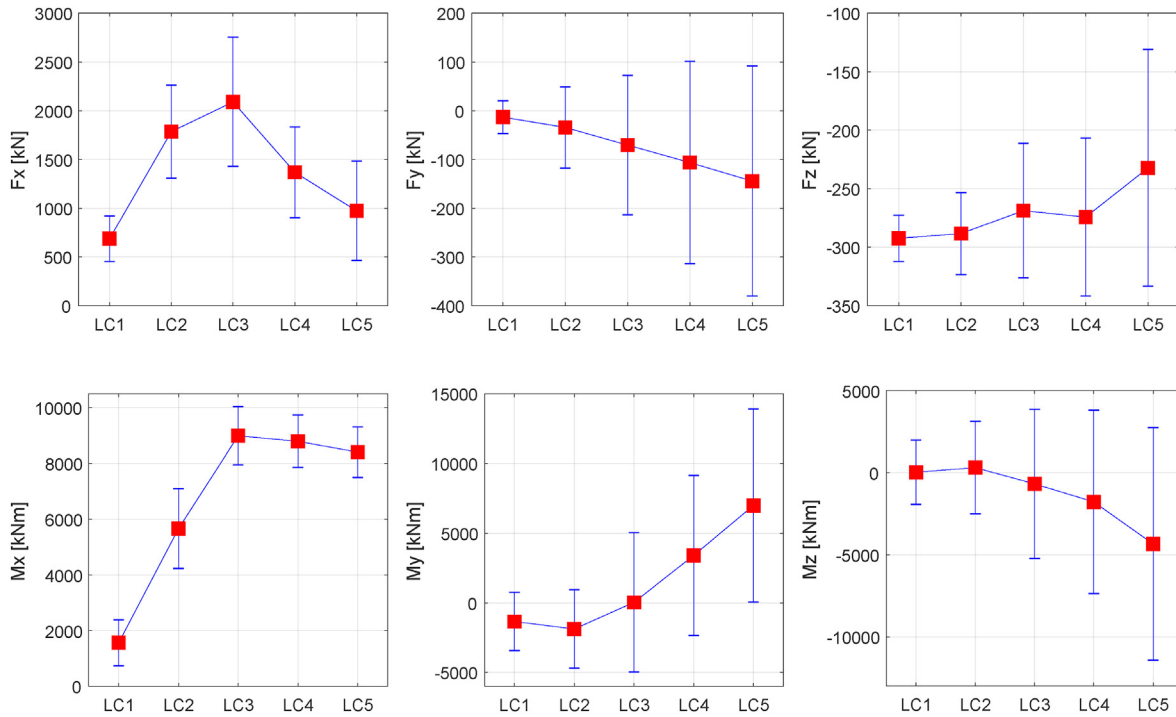 Fx [kN]
3000
2500
2000
1500
1000
500
0
LC1 LC2 LC3 LC4 LC5
Fy [kN]
200
100
0
-100
-200
-300
-400
LC1 LC2 LC3 LC4 LC5
Fz [kN]
-100
-150
-200
-250
-300
-350
LC1 LC2 LC3 LC4 LC5
Mx [kNm]
10000
8000
6000
4000
2000
0
LC1 LC2 LC3 LC4 LC5
My [kNm]
15000
10000
5000
0
-5000
LC1 LC2 LC3 LC4 LC5
Mz [kNm]
5000
0
-5000
-10000
LC1 LC2 LC3 LC4 LC5